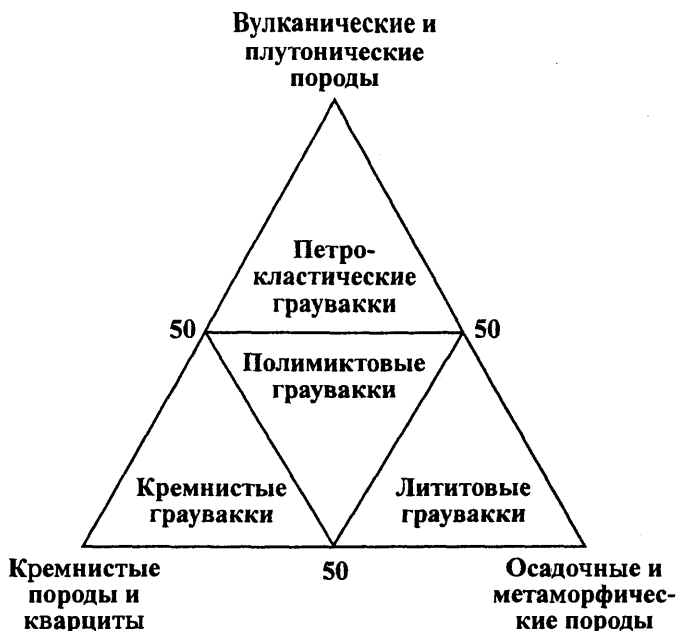 Вулканические и
плутонические
породы
Петро-
кластические
граувакки
50
50
Полимиктовые
граувакки
Кремнистые
граувакки
Лититовые
граувакки
Кремнистые
породы и
кварциты
50
Осадочные и
метаморфичес-
кие породы